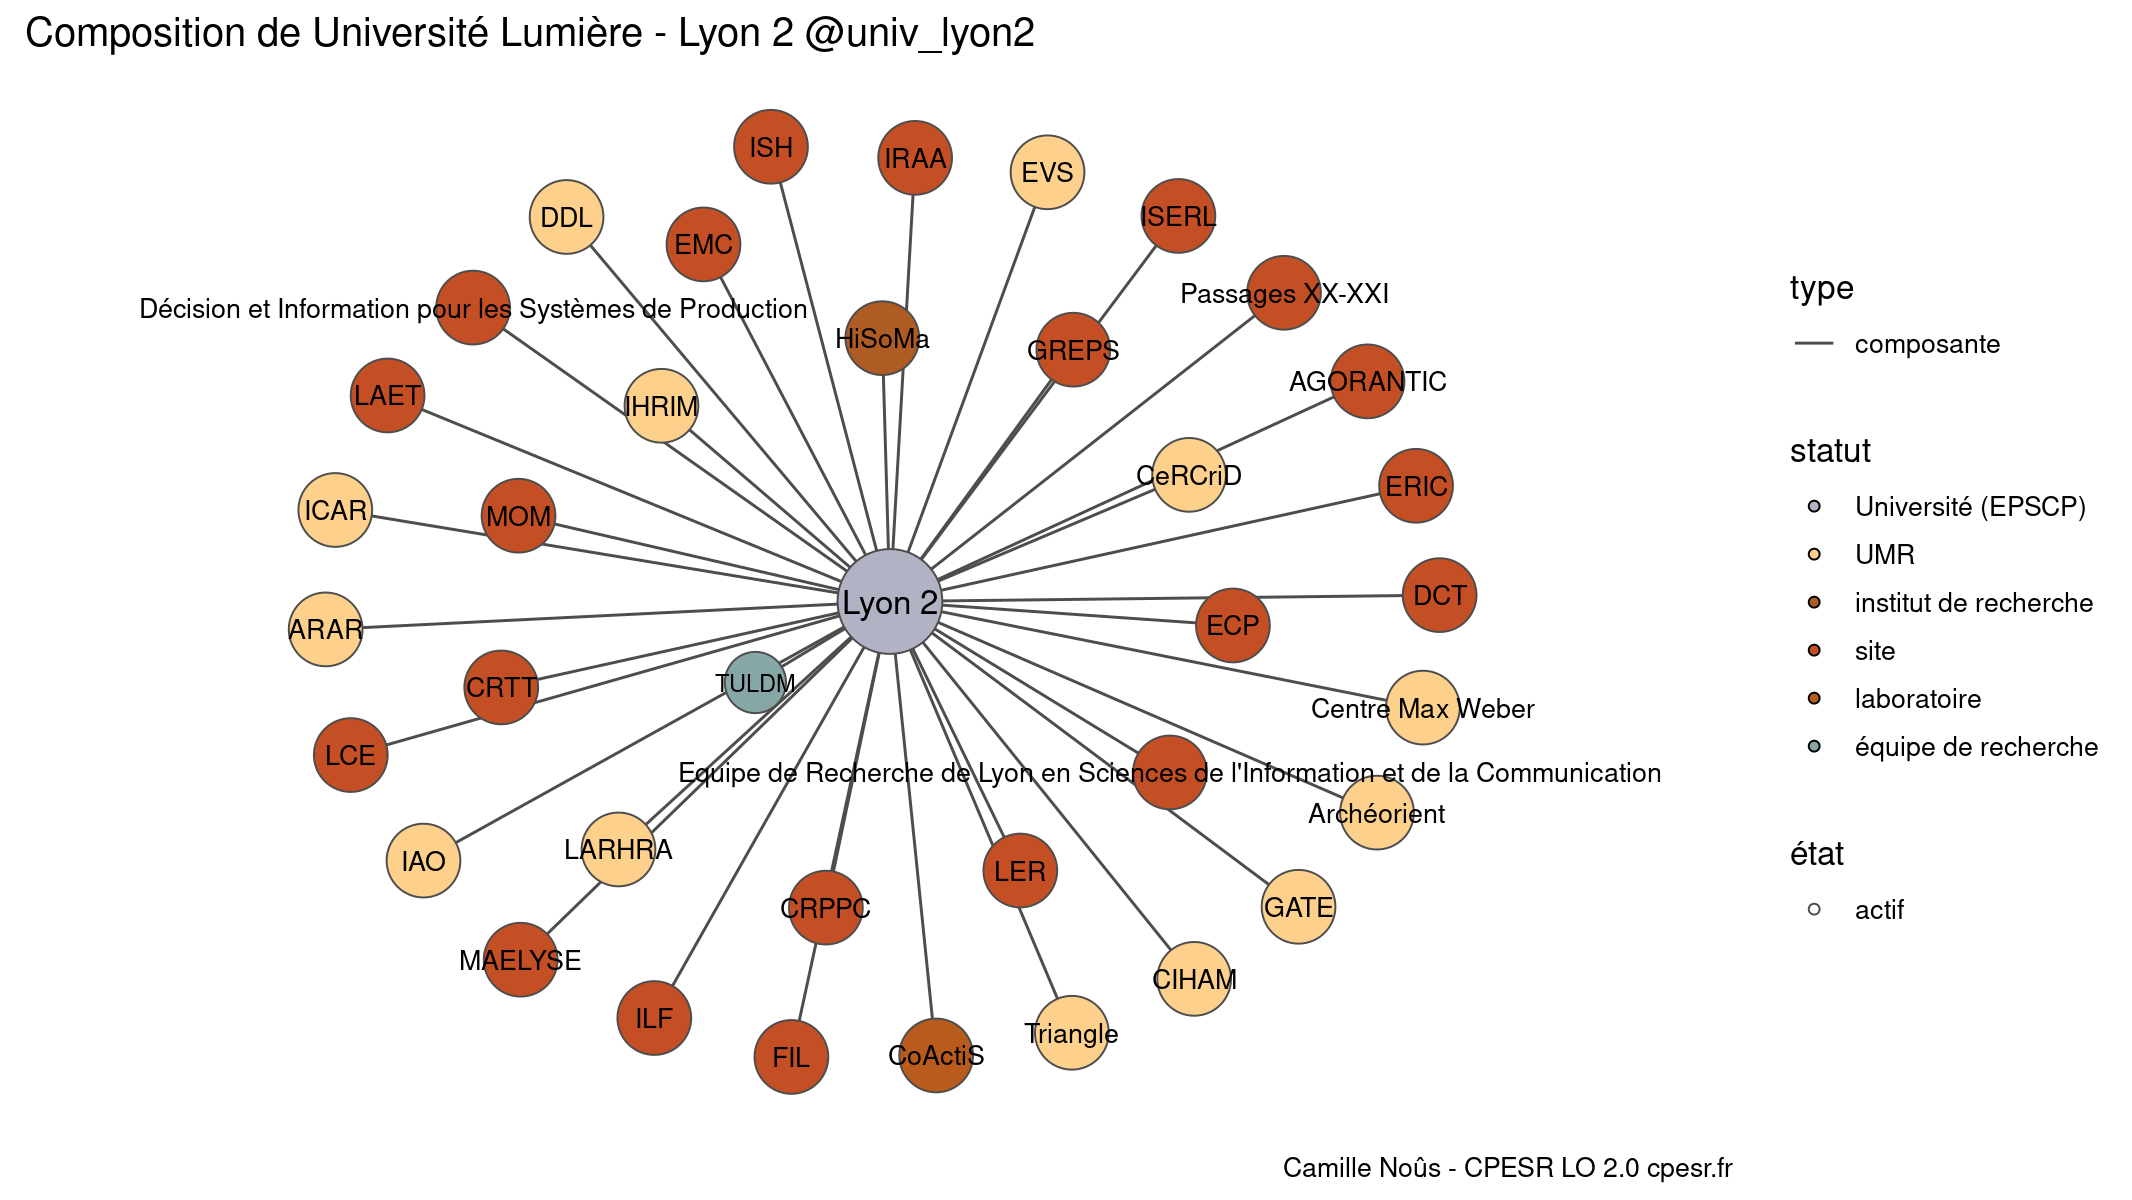 Composition de Université Lumière - Lyon 2 @univ_lyon2
ISH
IRAA
EVS
DDL
ISERL
EMC
Passages XX-XXI
Décision et Information pour les Systèmes de Production
HiSoMa
GREPS
AGORANTIC
LAET
IHRIM
CeRCriD
ERIC
ICAR
MOM
DCT
Lyon 2
ARAR
ECP
CRTT
TULDM
Centre Max Weber
LCE
Equipe de Recherche de Lyon en Sciences de l'Information et de la Communication
Archéorient
IAO
LARHRA
LER
CRPPC
GATE
MAELYSE
CIHAM
ILF
Triangle
FIL
CoActiS
type
composante
statut
Université (EPSCP)
UMR
institut de recherche
site
laboratoire
équipe de recherche
état
actif
Camille Noûs - CPESR LO 2.0 cpesr.fr